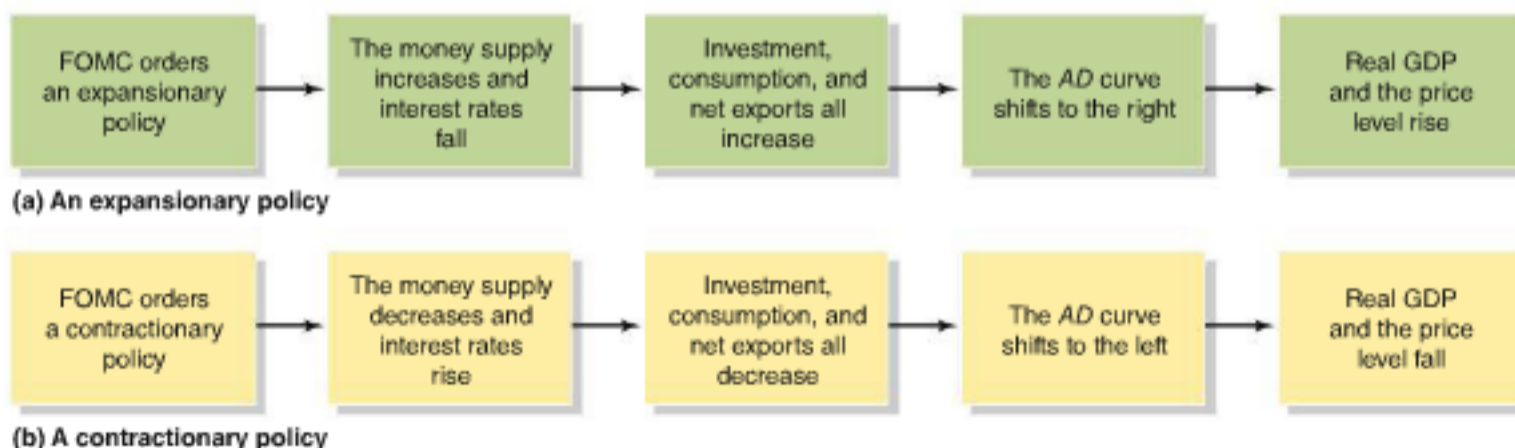 FOMC orders
an expansionary
policy
The money supply
increases and
interest rates
fall
Investment,
consumption, and
net exports all
increase
The AD curve
shifts to the right
Real GDP
and the price
level rise
(a) An expansionary policy
FOMC orders
a contractionary
policy
The money supply
decreases and
interest rates
rise
Investment,
consumption, and
net exports all
decrease
The AD curve
shifts to the left
Real GDP
and the price
level fall
(b) A contractionary policy